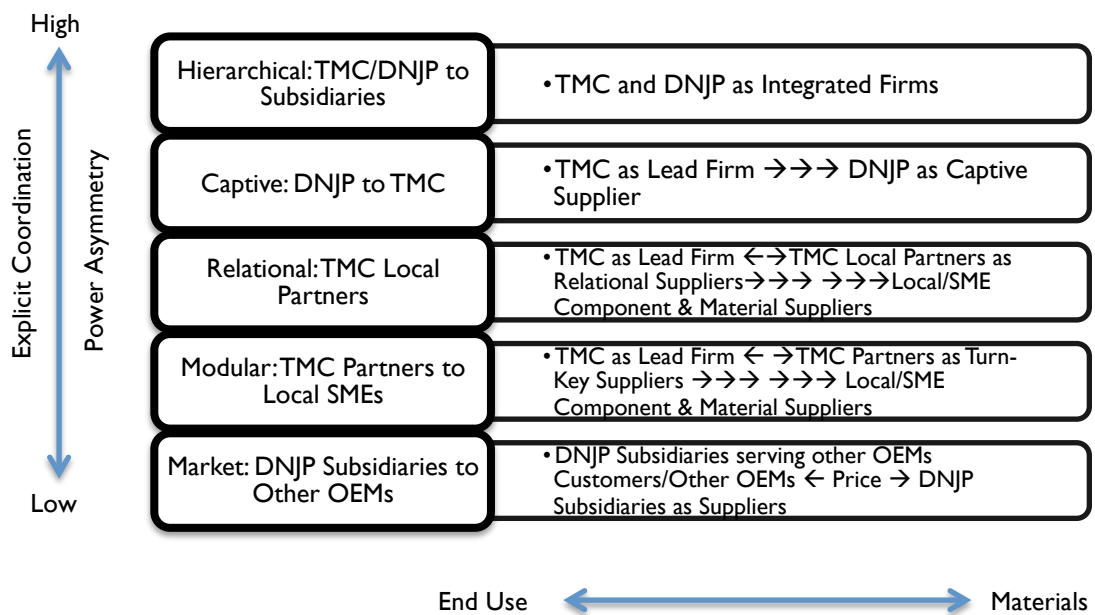 High
Explicit Coordination
Power Asymmetry
Low
Hierarchical: TMC/DNJP to
Subsidiaries
•TMC and DNJP as Integrated Firms
Captive: DNJP to TMC
•TMC as Lead Firm →→→ DNJP as Captive
Supplier
Relational: TMC Local
Partners
•TMC as Lead Firm ←→TMC Local Partners as
Relational Suppliers→→→ →→→Local/SME
Component & Material Suppliers
Modular: TMC Partners to
Local SMEs
•TMC as Lead Firm ← →TMC Partners as Turn-
Key Suppliers →→→ →→→ Local/SME
Component & Material Suppliers
Market: DNJP Subsidiaries to
Other OEMs
•DNJP Subsidiaries serving other OEMs
Customers/Other OEMs ← Price → DNJP
Subsidiaries as Suppliers
End Use
Materials